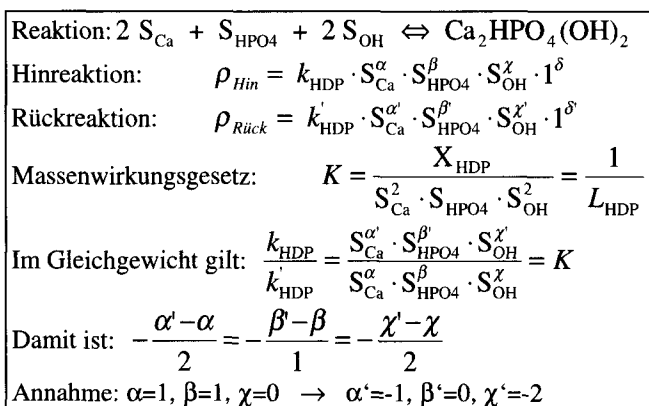 Reaktion: 2 S_Ca + S_HPO4 + 2 S_OH ⇔ Ca₂HPO₄(OH)₂
Hinreaktion: ρ_Hin = k_HDP · S_Ca^α · S_HPO4^β · S_OH^χ · 1^δ
Rückreaktion: ρ_Rück = k'_HDP · S_Ca^α' · S_HPO4^β' · S_OH^χ' · 1^δ'
Massenwirkungsgesetz: K = X_HDP / (S_Ca^2 · S_HPO4 · S_OH^2) = 1 / L_HDP
Im Gleichgewicht gilt: k_HDP / k'_HDP = (S_Ca^α' · S_HPO4^β' · S_OH^χ') / (S_Ca^α · S_HPO4^β · S_OH^χ) = K
Damit ist: -(α'-α)/2 = -(β'-β)/1 = -(χ'-χ)/2
Annahme: α=1, β=1, χ=0 → α‘=-1, β‘=0, χ‘=-2